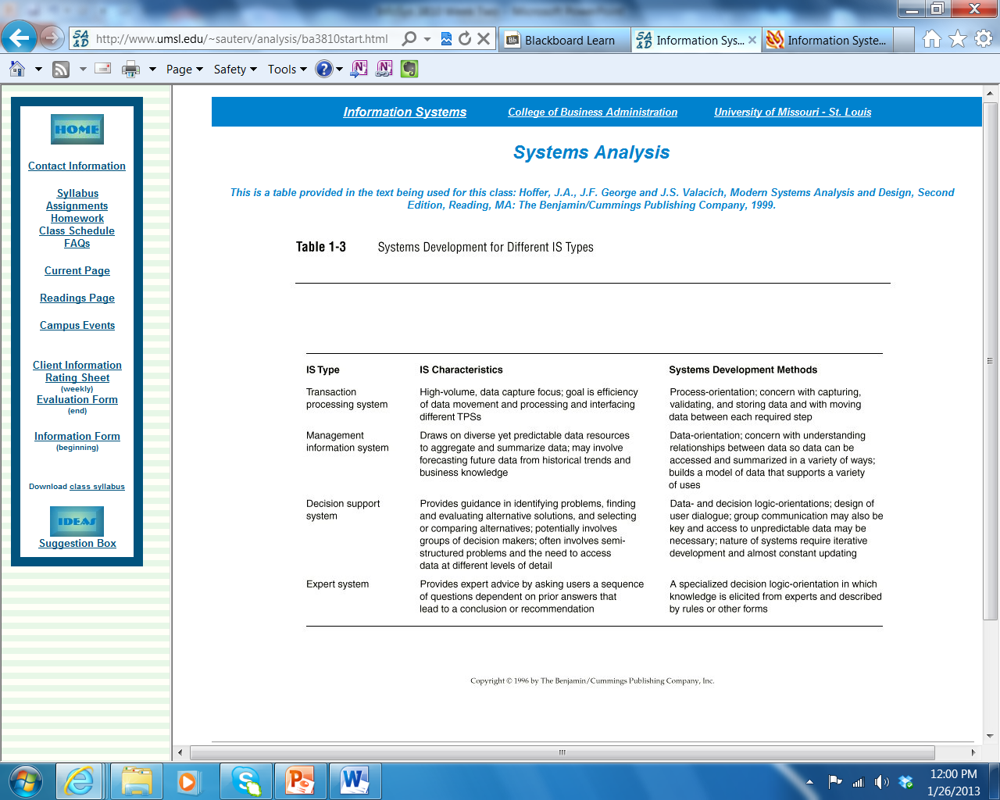 http://www.umsl.edu/~sauterv/analysis/ba3810start.html
Blackboard Learn
Information Sys...
Information Syste...
Page
Safety
Tools
HOME
Contact Information
Syllabus
Assignments
Homework
Class Schedule
FAQs
Current Page
Readings Page
Campus Events
Client Information
Rating Sheet
(weekly)
Evaluation Form
(end)
Information Form
(beginning)
Download class syllabus
IDEAS
Suggestion Box
Information Systems College of Business Administration University of Missouri - St. Louis
Systems Analysis
This is a table provided in the text being used for this class: Hoffer, J.A., J.F. George and J.S. Valacich, Modern Systems Analysis and Design, Second
Edition, Reading, MA: The Benjamin/Cummings Publishing Company, 1999.
Table 1-3 Systems Development for Different IS Types
IS Type IS Characteristics Systems Development Methods
Transaction High-volume, data capture focus; goal is efficiency Process-orientation; concern with capturing,
processing system of data movement and processing and interfacing validating, and storing data and with moving
different TPSs data between each required step
Management Draws on diverse yet predictable data resources Data-orientation; concern with understanding
information system to aggregate and summarize data; may involve relationships between data so data can be
forecasting future data from historical trends and accessed and summarized in a variety of ways;
business knowledge builds a model of data that supports a variety
of uses
Decision support Provides guidance in identifying problems, finding Data- and decision logic-orientations; design of
system and evaluating alternative solutions, and selecting user dialogue; group communication may also be
or comparing alternatives; potentially involves key and access to unpredictable data may be
groups of decision makers; often involves semi- necessary; nature of systems require iterative
structured problems and the need to access development and almost constant updating
data at different levels of detail
Expert system Provides expert advice by asking users a sequence A specialized decision logic-orientation in which
of questions dependent on prior answers that knowledge is elicited from experts and described
lead to a conclusion or recommendation by rules or other forms
Copyright © 1996 by The Benjamin/Cummings Publishing Company, Inc.
12:00 PM
1/26/2013